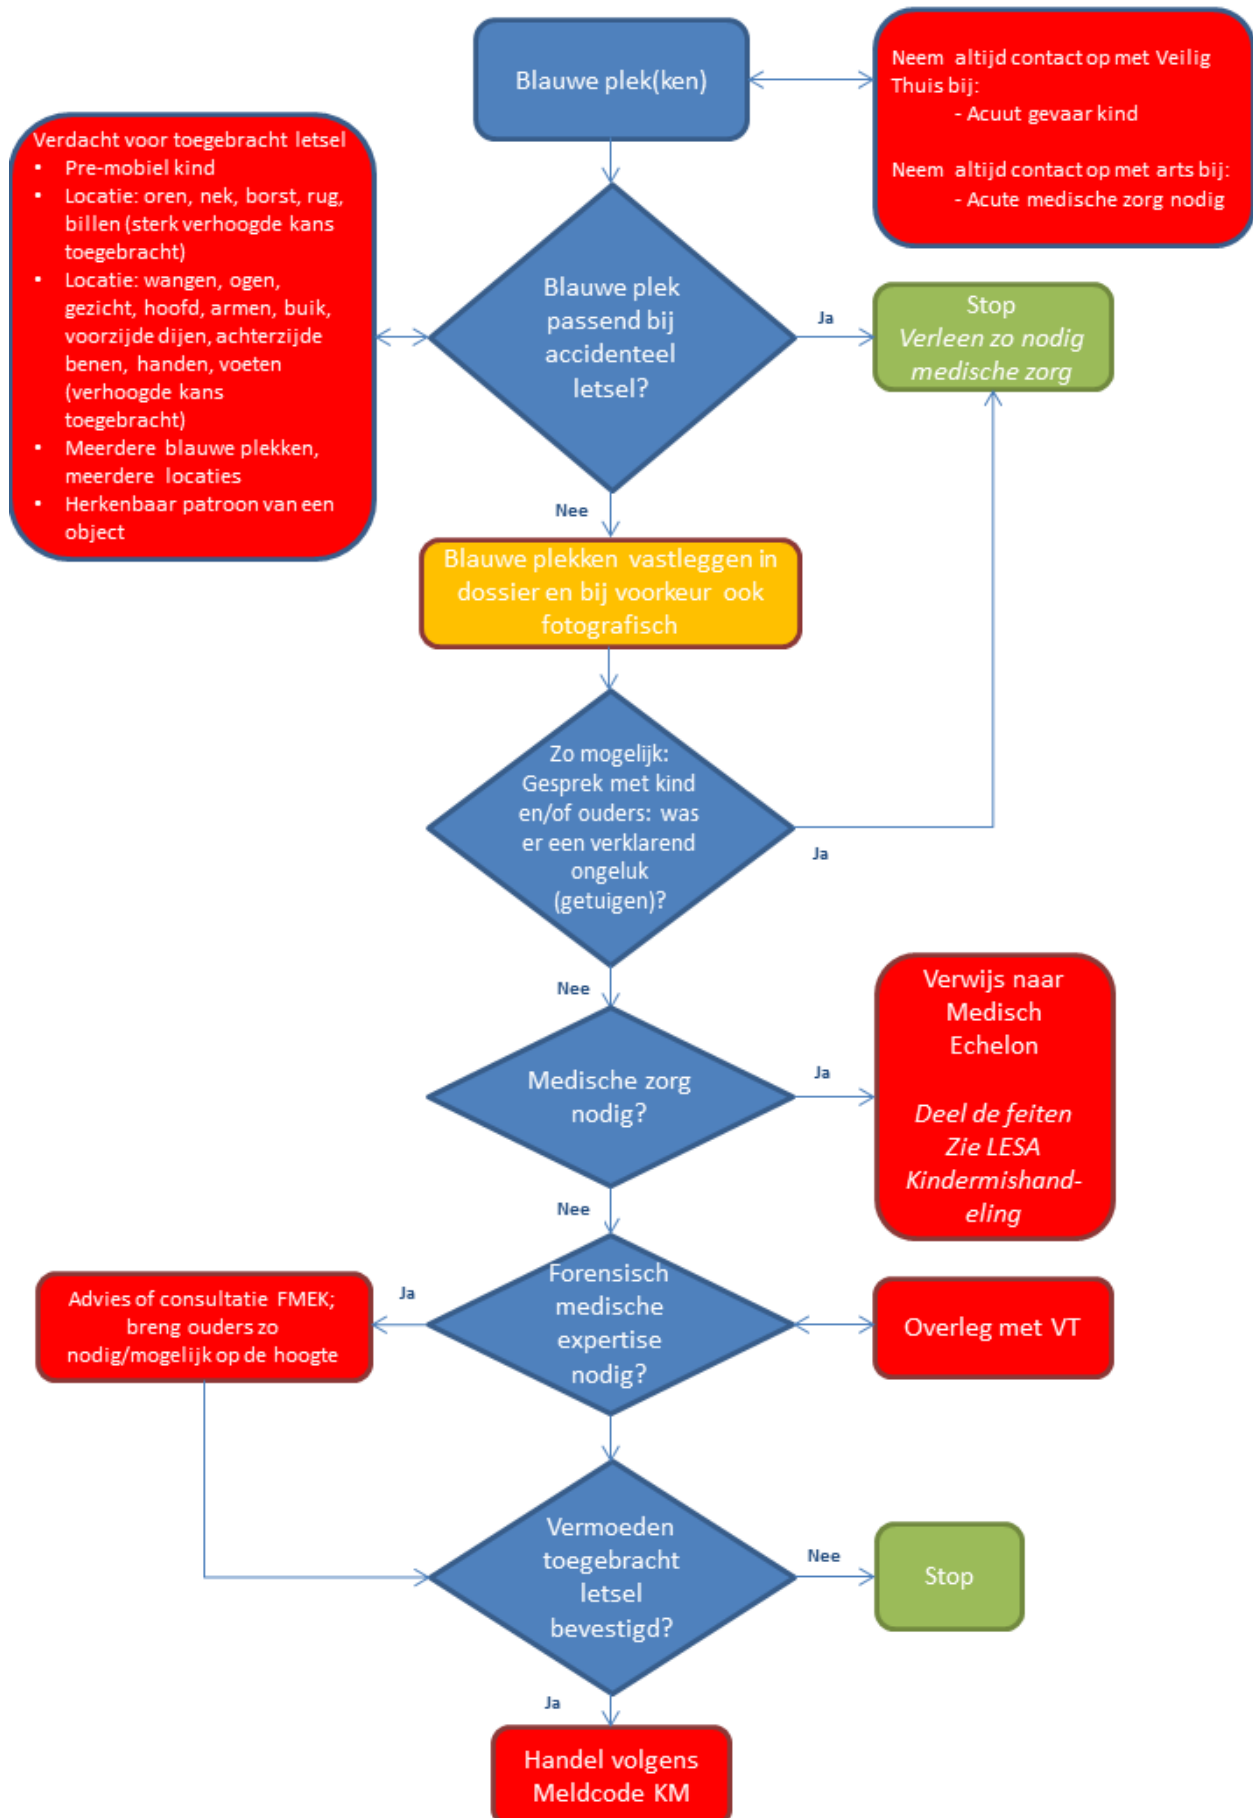 Blauwe plek(ken)
Neem altijd contact op met Veilig
Thuis bij:
- Acuut gevaar kind
Neem altijd contact op met arts bij:
- Acute medische zorg nodig
Verdacht voor toegebracht letsel
• Pre-mobiel kind
• Locatie: oren, nek, borst, rug,
billen (sterk verhoogde kans
toegebracht)
• Locatie: wangen, ogen,
gezicht, hoofd, armen, buik,
voorzijde dijen, achterzijde
benen, handen, voeten
(verhoogde kans
toegebracht)
• Meerdere blauwe plekken,
meerdere locaties
• Herkenbaar patroon van een
object
Blauwe plek
passend bij
accidenteel
letsel?
Ja
Stop
Verleen zo nodig
medische zorg
Nee
Blauwe plekken vastleggen in
dossier en bij voorkeur ook
fotografisch
Zo mogelijk:
Gesprek met kind
en/of ouders: was
er een verklarend
ongeluk
(getuigen)?
Ja
Nee
Medische zorg
nodig?
Ja
Verwijs naar
Medisch
Echelon
Deel de feiten
Zie LESA
Kindermishand-
eling
Nee
Forensisch
medische
expertise
nodig?
Ja
Advies of consultatie FMEK;
breng ouders zo
nodig/mogelijk op de hoogte
Overleg met VT
Vermoeden
toegebracht
letsel
bevestigd?
Nee
Stop
Ja
Handel volgens
Meldcode KM